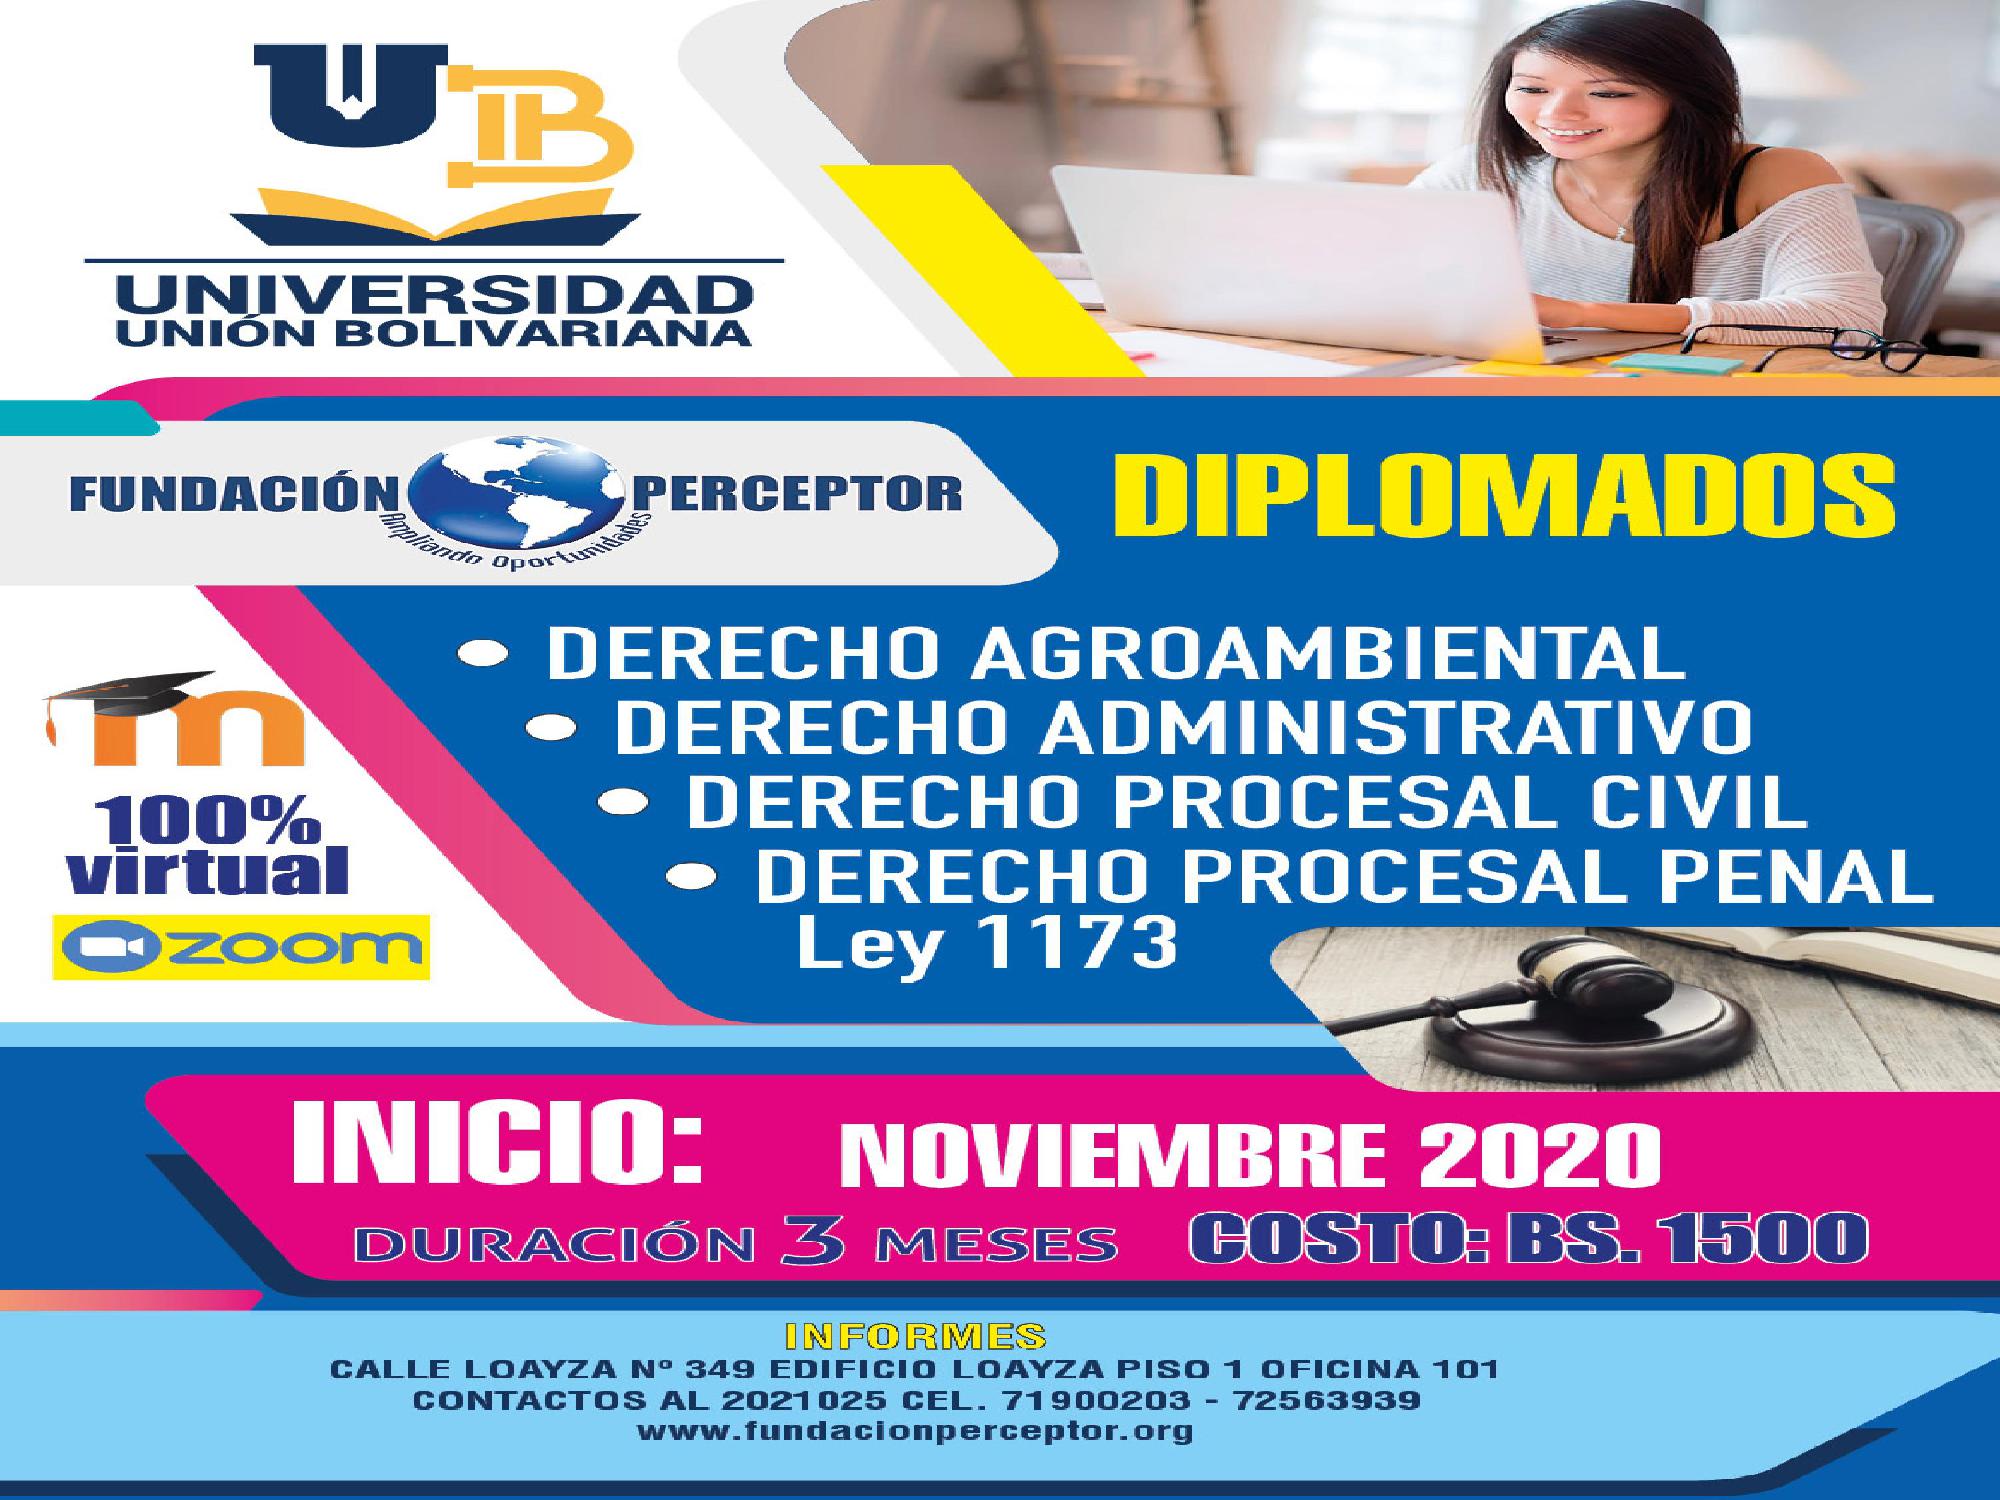 UB
UNIVERSIDAD
UNIÓN BOLIVARIANA
FUNDACIÓN PERCEPTOR
Ampliando Oportunidades
DIPLOMADOS
• DERECHO AGROAMBIENTAL
• DERECHO ADMINISTRATIVO
• DERECHO PROCESAL CIVIL
• DERECHO PROCESAL PENAL
Ley 1173
m
100%
virtual
zoom
INICIO: NOVIEMBRE 2020
DURACIÓN 3 MESES COSTO: BS. 1500
INFORMES
CALLE LOAYZA Nº 349 EDIFICIO LOAYZA PISO 1 OFICINA 101
CONTACTOS AL 2021025 CEL. 71900203 - 72563939
www.fundacionperceptor.org